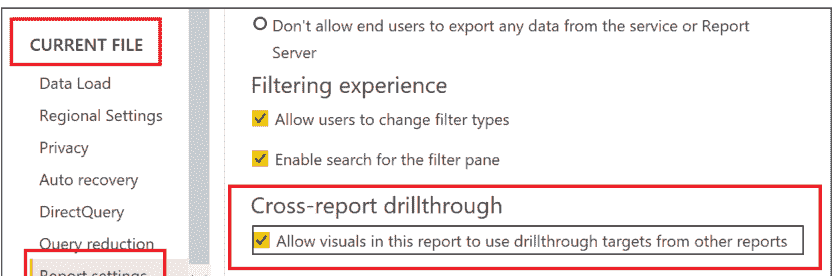 CURRENT FILE
Data Load
Regional Settings
Privacy
Auto recovery
DirectQuery
Query reduction
Report settings
Don't allow end users to export any data from the service or Report
Server
Filtering experience
Allow users to change filter types
Enable search for the filter pane
Cross-report drillthrough
Allow visuals in this report to use drillthrough targets from other reports